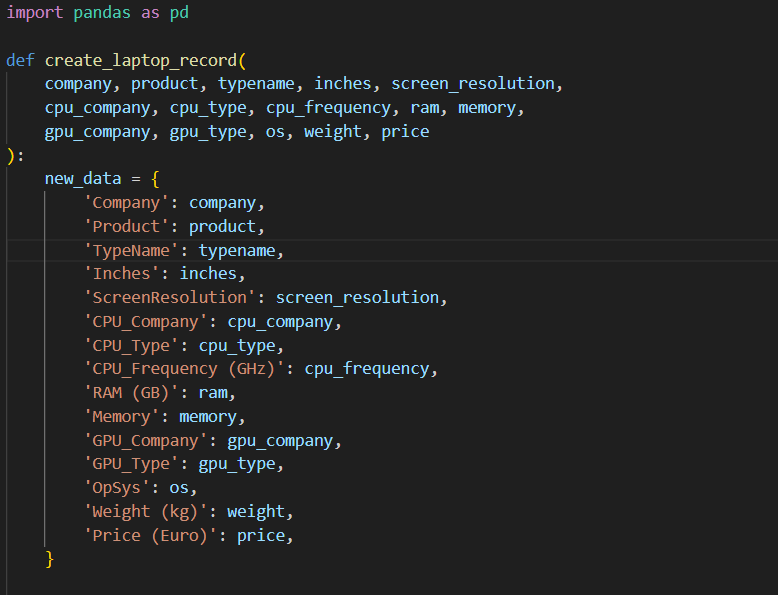 import pandas as pd
def create_laptop_record(
    company, product, typename, inches, screen_resolution,
    cpu_company, cpu_type, cpu_frequency, ram, memory,
    gpu_company, gpu_type, os, weight, price
):
    new_data = {
        'Company': company,
        'Product': product,
        'TypeName': typename,
        'Inches': inches,
        'ScreenResolution': screen_resolution,
        'CPU_Company': cpu_company,
        'CPU_Type': cpu_type,
        'CPU_Frequency (GHz)': cpu_frequency,
        'RAM (GB)': ram,
        'Memory': memory,
        'GPU_Company': gpu_company,
        'GPU_Type': gpu_type,
        'OpSys': os,
        'Weight (kg)': weight,
        'Price (Euro)': price,
    }